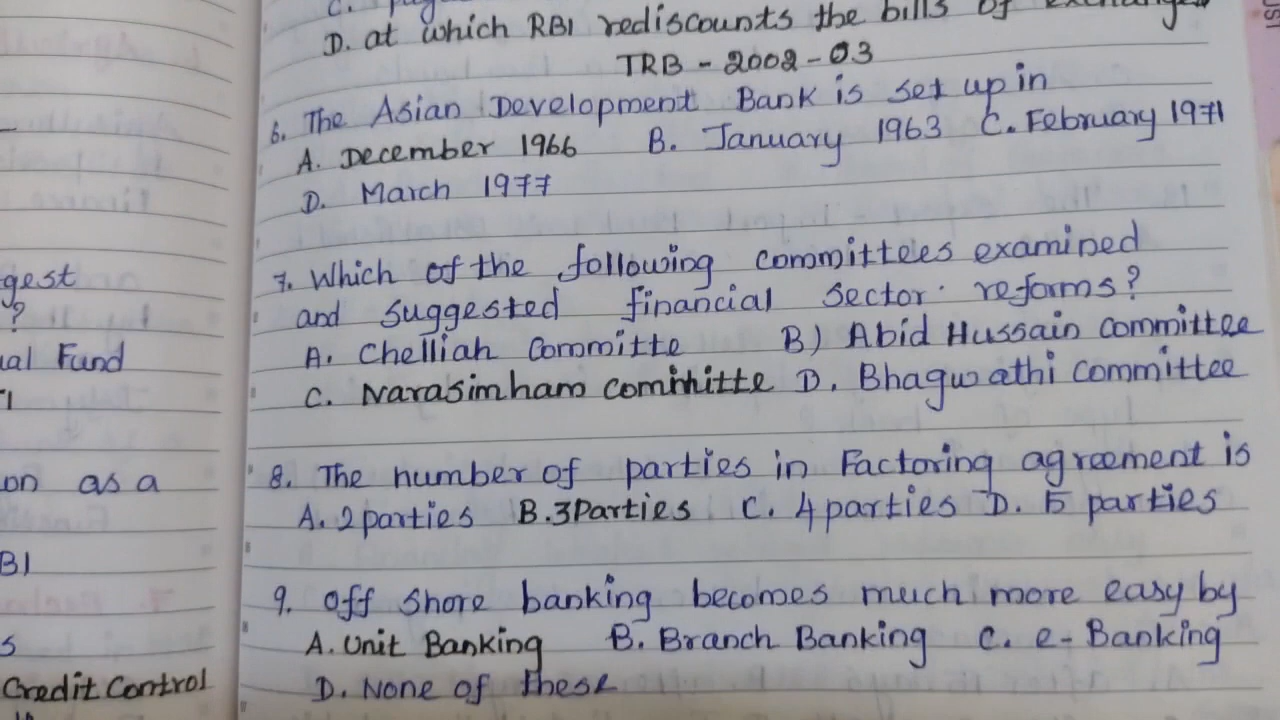 D. at which RBI rediscounts the bills of
TRB - 2002 - 03
6. The Asian Development Bank is set up in
A. December 1966 B. January 1963 C. February 1971
D. March 1977
7. Which of the following committees examined
and suggested financial sector reforms?
A. Chelliah Committe B) Abid Hussain Committee
C. Narasimham committte D. Bhagwathi Committee
8. The number of parties in Factoring agreement is
A. 2 parties B. 3 Parties C. 4 parties D. 5 parties
9. Off shore banking becomes much more easy by
A. Unit Banking B. Branch Banking C. e-Banking
D. None of these
gest
?
ual Fund
on as a
BI
s
Credit Control